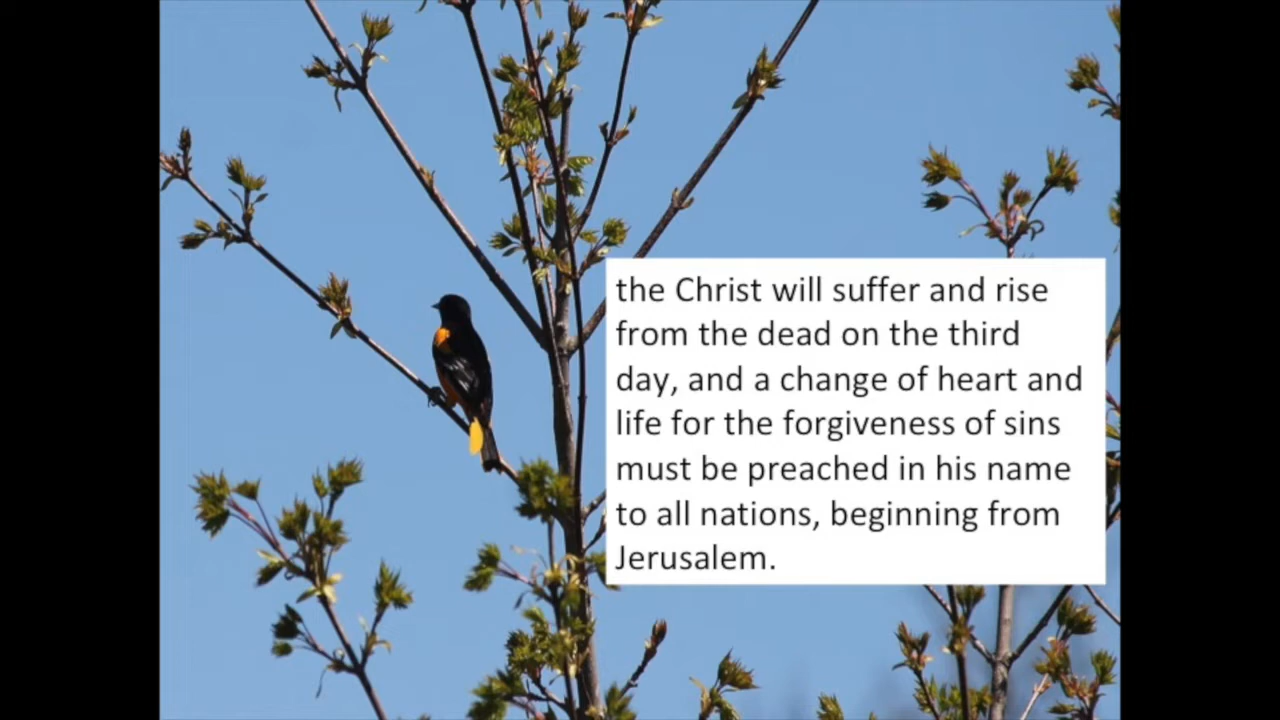 the Christ will suffer and rise
from the dead on the third
day, and a change of heart and
life for the forgiveness of sins
must be preached in his name
to all nations, beginning from
Jerusalem.